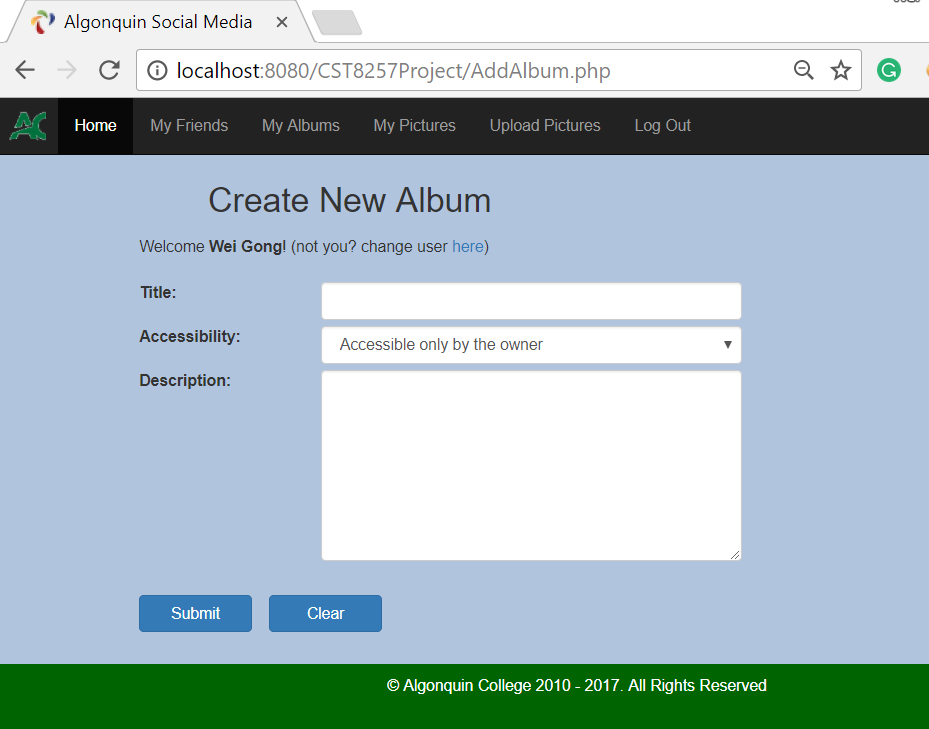 Algonquin Social Media
localhost:8080/CST8257Project/AddAlbum.php
AC Home My Friends My Albums My Pictures Upload Pictures Log Out
Create New Album
Welcome Wei Gong! (not you? change user here)
Title:
Accessibility: Accessible only by the owner
Description:
Submit Clear
© Algonquin College 2010 - 2017. All Rights Reserved